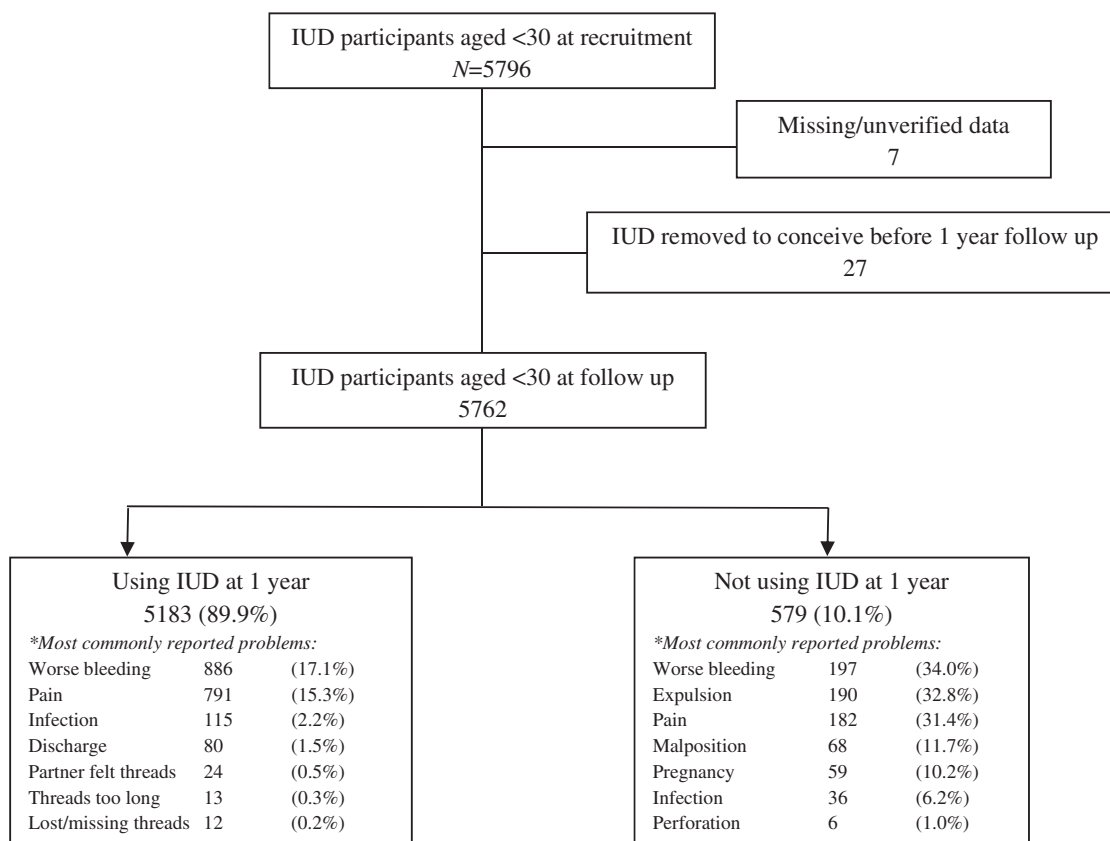 IUD participants aged <30 at recruitment
N=5796
Missing/unverified data
7
IUD removed to conceive before 1 year follow up
27
IUD participants aged <30 at follow up
5762
Using IUD at 1 year
5183 (89.9%)
*Most commonly reported problems:
Worse bleeding 886 (17.1%)
Pain 791 (15.3%)
Infection 115 (2.2%)
Discharge 80 (1.5%)
Partner felt threads 24 (0.5%)
Threads too long 13 (0.3%)
Lost/missing threads 12 (0.2%)
Not using IUD at 1 year
579 (10.1%)
*Most commonly reported problems:
Worse bleeding 197 (34.0%)
Expulsion 190 (32.8%)
Pain 182 (31.4%)
Malposition 68 (11.7%)
Pregnancy 59 (10.2%)
Infection 36 (6.2%)
Perforation 6 (1.0%)